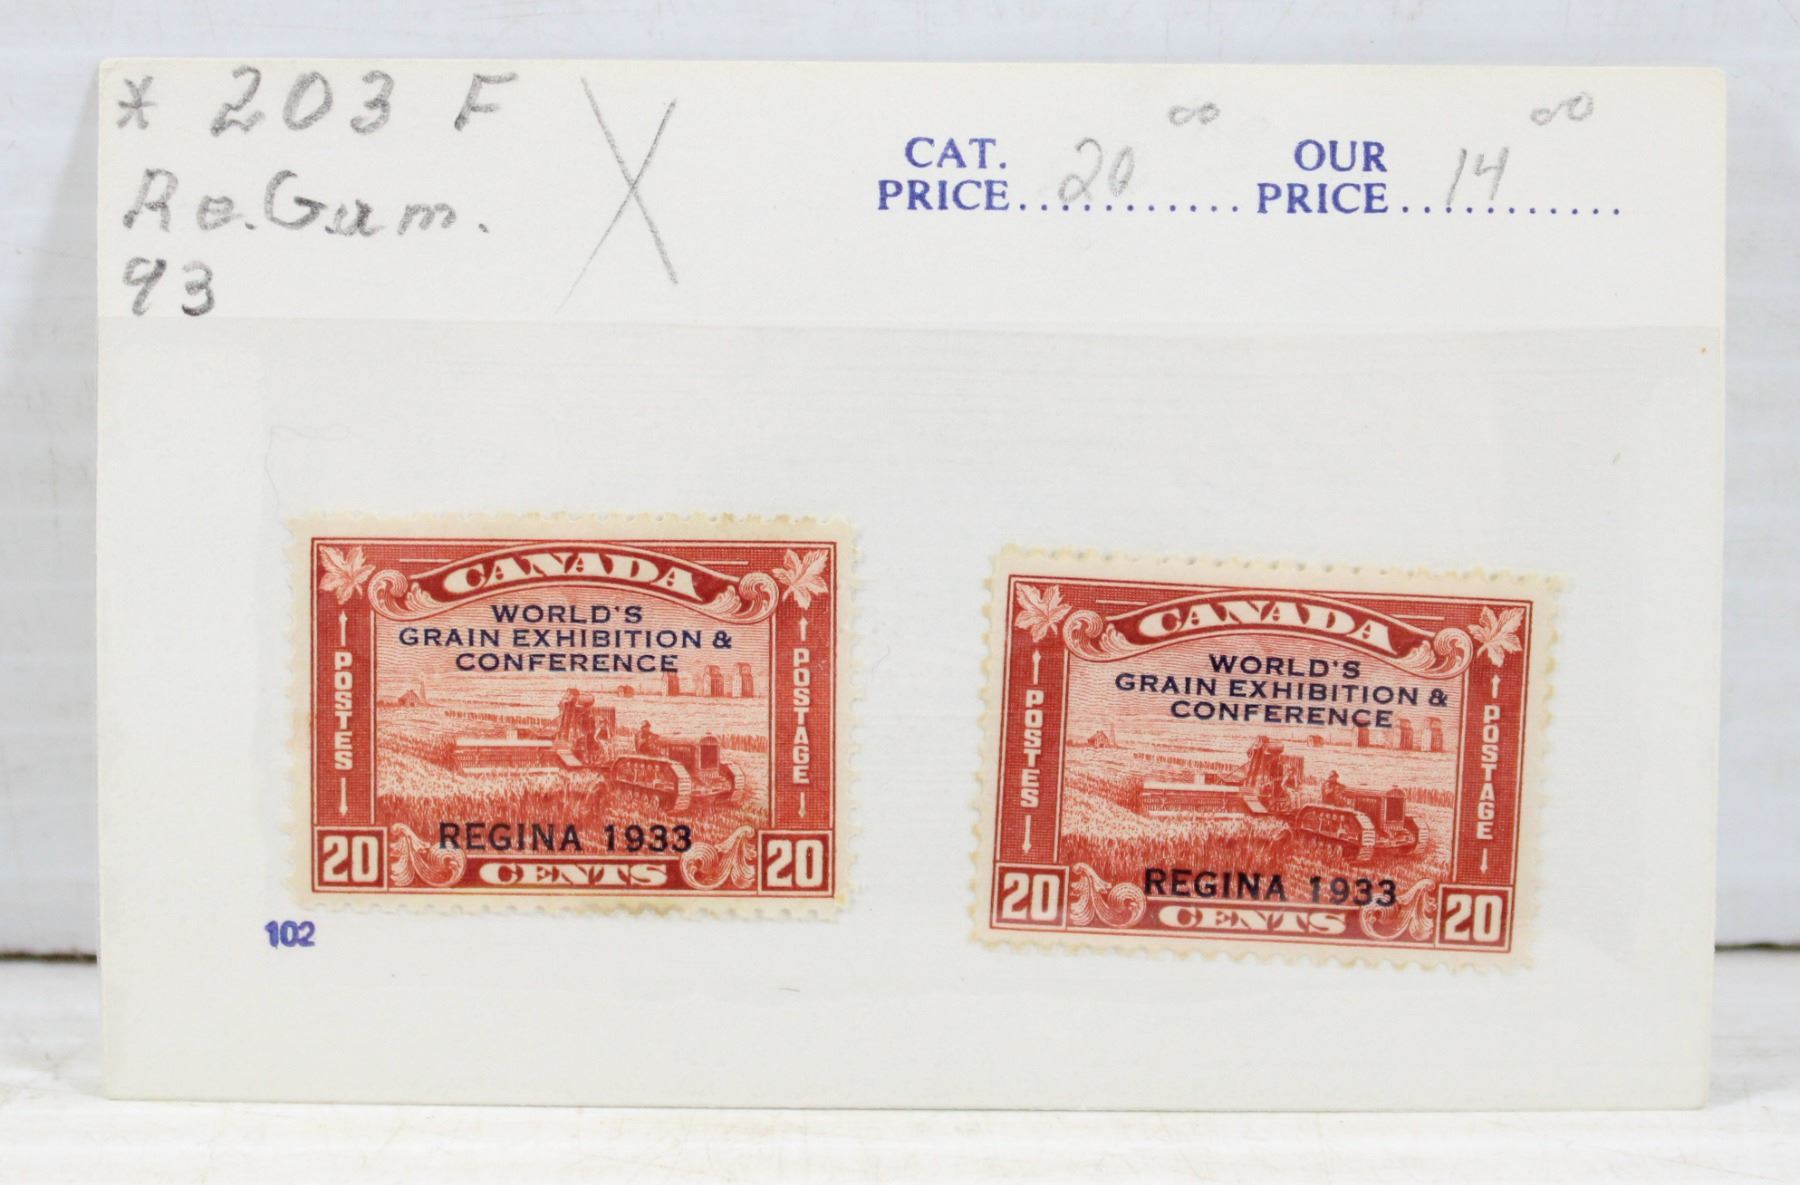 * 203 F
Re.Gum.
93
X
CAT.
PRICE....20 00........
OUR
PRICE....14 00........
CANADA
WORLD'S
GRAIN EXHIBITION &
CONFERENCE
POSTES
POSTAGE
REGINA 1933
20 CENTS 20
CANADA
WORLD'S
GRAIN EXHIBITION &
CONFERENCE
POSTES
POSTAGE
REGINA 1933
20 CENTS 20
102